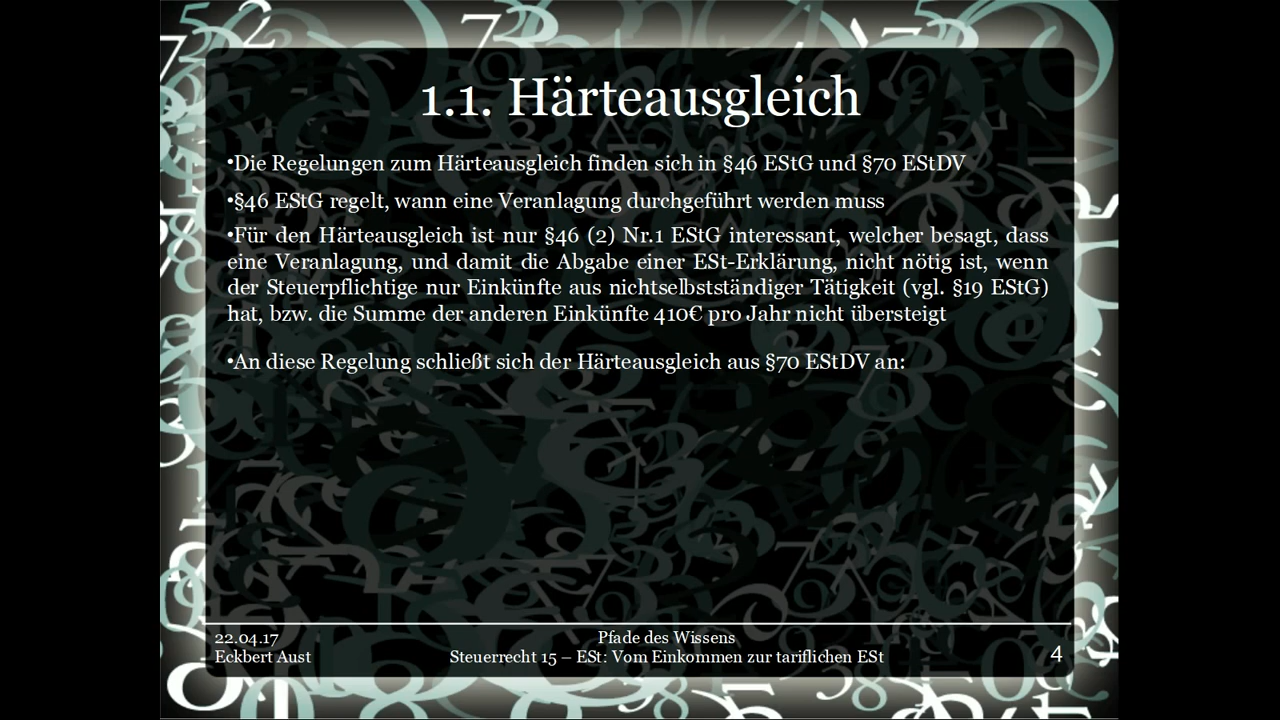 1.1. Härteausgleich
•Die Regelungen zum Härteausgleich finden sich in §46 EStG und §70 EStDV
•§46 EStG regelt, wann eine Veranlagung durchgeführt werden muss
•Für den Härteausgleich ist nur §46 (2) Nr.1 EStG interessant, welcher besagt, dass
eine Veranlagung, und damit die Abgabe einer ESt-Erklärung, nicht nötig ist, wenn
der Steuerpflichtige nur Einkünfte aus nichtselbstständiger Tätigkeit (vgl. §19 EStG)
hat, bzw. die Summe der anderen Einkünfte 410€ pro Jahr nicht übersteigt
•An diese Regelung schließt sich der Härteausgleich aus §70 EStDV an:
22.04.17
Eckbert Aust
Pfade des Wissens
Steuerrecht 15 – ESt: Vom Einkommen zur tariflichen ESt
4